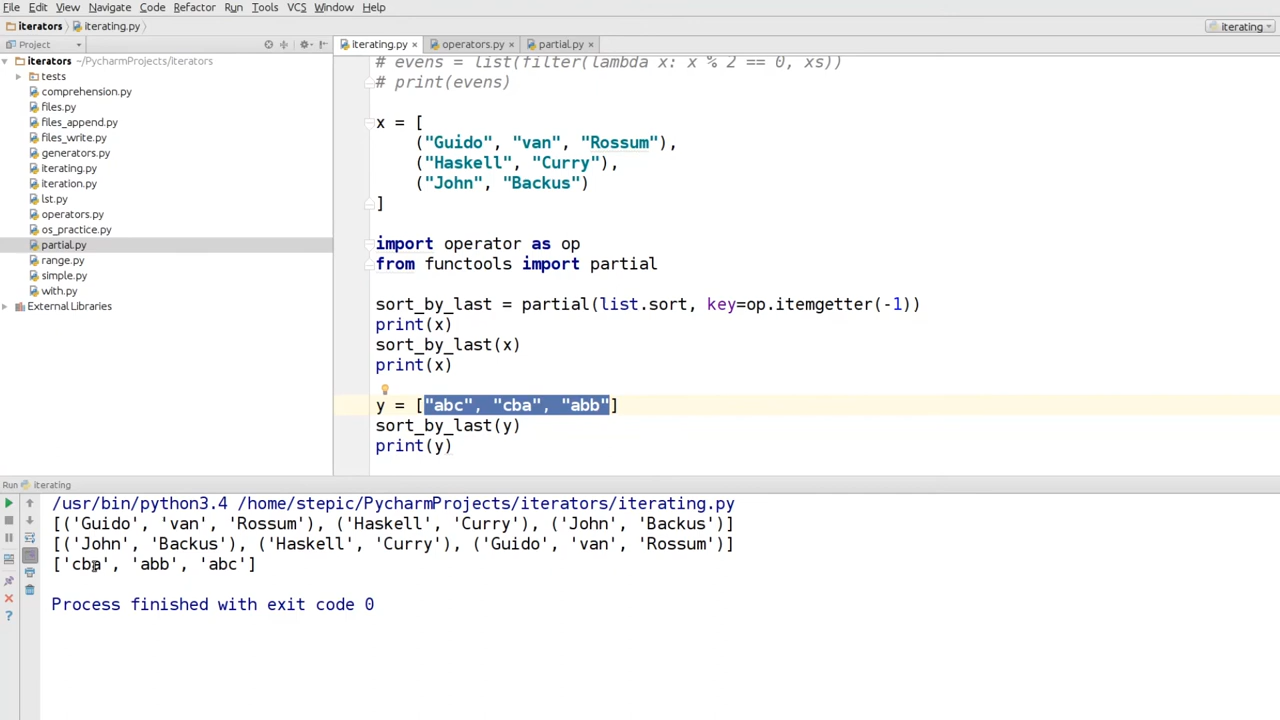 File Edit View Navigate Code Refactor Run Tools VCS Window Help
iterators iterating.py iterating
Project iterating.py operators.py partial.py
iterators ~/PycharmProjects/iterators
tests
comprehension.py
files.py
files_append.py
files_write.py
generators.py
iterating.py
iteration.py
lst.py
operators.py
os_practice.py
partial.py
range.py
simple.py
with.py
External Libraries
# evens = list(filter(lambda x: x % 2 == 0, xs))
# print(evens)
x = [
("Guido", "van", "Rossum"),
("Haskell", "Curry"),
("John", "Backus")
]
import operator as op
from functools import partial
sort_by_last = partial(list.sort, key=op.itemgetter(-1))
print(x)
sort_by_last(x)
print(x)
y = ["abc", "cba", "abb"]
sort_by_last(y)
print(y)
Run iterating
/usr/bin/python3.4 /home/stepic/PycharmProjects/iterators/iterating.py
[('Guido', 'van', 'Rossum'), ('Haskell', 'Curry'), ('John', 'Backus')]
[('John', 'Backus'), ('Haskell', 'Curry'), ('Guido', 'van', 'Rossum')]
['cba', 'abb', 'abc']
Process finished with exit code 0